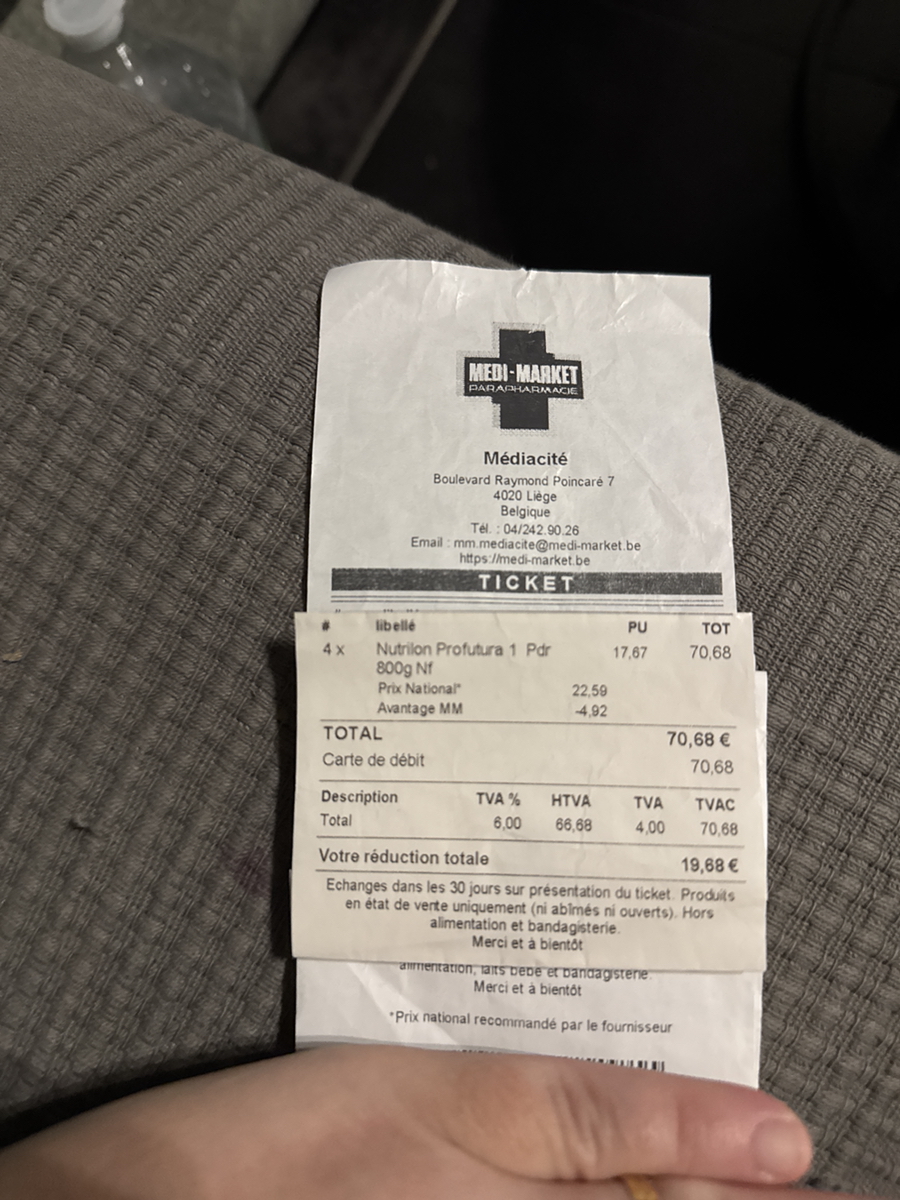 MEDI-MARKET
PARAPHARMACIE
Médiacité
Boulevard Raymond Poincaré 7
4020 Liège
Belgique
Tél. : 04/242.90.26
Email : mm.mediacite@medi-market.be
https://medi-market.be
TICKET
# libellé PU TOT
4 x Nutrilon Profutura 1 Pdr 17,67 70,68
800g Nf
Prix National* 22,59
Avantage MM -4,92
TOTAL 70,68 €
Carte de débit 70,68
Description TVA % HTVA TVA TVAC
Total 6,00 66,68 4,00 70,68
Votre réduction totale 19,68 €
Echanges dans les 30 jours sur présentation du ticket. Produits
en état de vente uniquement (ni abîmés ni ouverts). Hors
alimentation et bandagisterie.
Merci et à bientôt
alimentation, laits bébé et bandagisterie.
Merci et à bientôt
*Prix national recommandé par le fournisseur